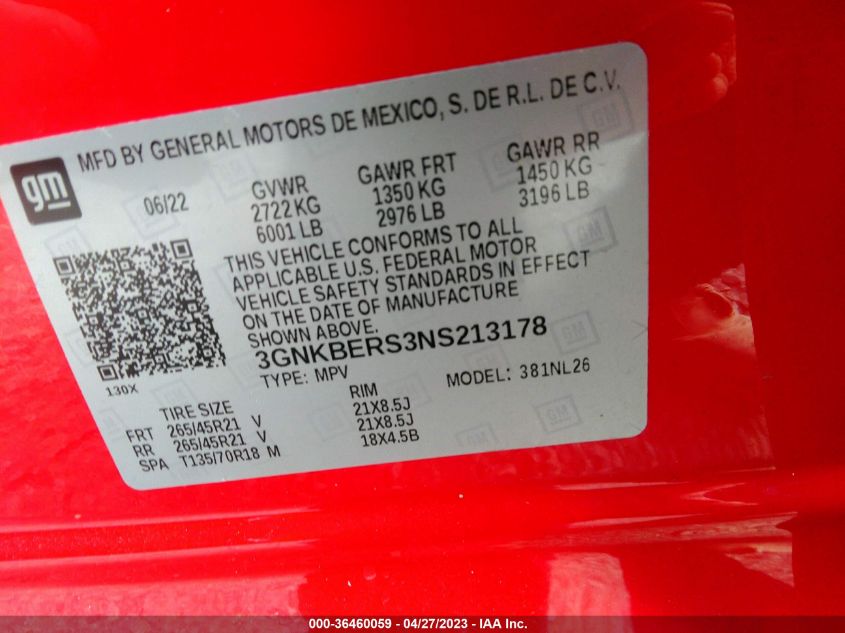 MFD BY GENERAL MOTORS DE MEXICO, S. DE R.L. DE C.V.
gm
06/22
GVWR GAWR FRT GAWR RR
2722 KG 1350 KG 1450 KG
6001 LB 2976 LB 3196 LB
THIS VEHICLE CONFORMS TO ALL
APPLICABLE U.S. FEDERAL MOTOR
VEHICLE SAFETY STANDARDS IN EFFECT
ON THE DATE OF MANUFACTURE
SHOWN ABOVE.
3GNKBERS3NS213178
130X
TYPE: MPV MODEL: 381NL26
TIRE SIZE RIM
FRT 265/45R21 V 21X8.5J
RR 265/45R21 V 21X8.5J
SPA T135/70R18 M 18X4.5B
000-36460059 - 04/27/2023 - IAA Inc.